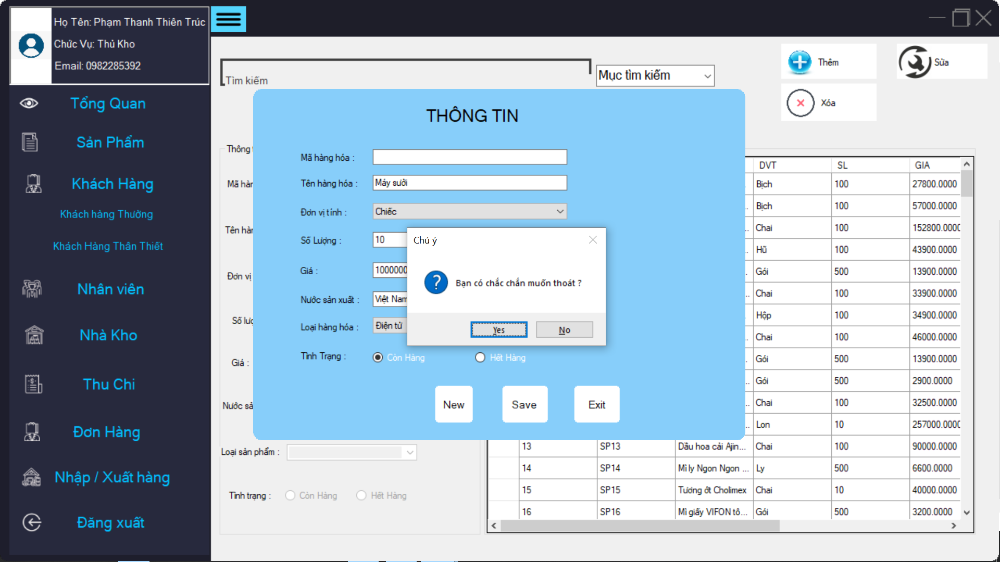 Họ Tên: Phạm Thanh Thiên Trúc
Chức Vụ: Thủ Kho
Email: 0982285392
Tổng Quan
Sản Phẩm
Khách Hàng
Khách hàng Thường
Khách Hàng Thân Thiết
Nhân viên
Nhà Kho
Thu Chi
Đơn Hàng
Nhập / Xuất hàng
Đăng xuất
Tìm kiếm
Mục tìm kiếm
Thêm
Sửa
Xóa
Thông
Mã hàn
Tên hàn
Đơn vị
Số lượ
Giá :
Nước sả
Loại sản phẩm :
Tình trạng :
Còn Hàng
Hết Hàng
THÔNG TIN
Mã hàng hóa :
Tên hàng hóa : Máy sưởi
Đơn vị tính : Chiếc
Số Lượng : 10
Giá : 1000000
Nước sản xuất : Việt Nam
Loại hàng hóa : Điện tử
Tình Trạng : Còn Hàng Hết Hàng
New Save Exit
Chú ý
Bạn có chắc chắn muốn thoát ?
Yes No
DVT SL GIA
Bịch 100 27800.0000
Bịch 100 57000.0000
Chai 100 152800.0000
Hũ 100 43900.0000
Gói 500 13900.0000
Chai 100 33900.0000
Hộp 100 34900.0000
Chai 100 46000.0000
Gói 500 13900.0000
Gói 500 2900.0000
Chai 100 32500.0000
Lon 10 257000.0000
13 SP13 Dầu hoa cải Ajin... Chai 100 90000.0000
14 SP14 Mì ly Ngon Ngon ... Ly 500 6600.0000
15 SP15 Tương ớt Cholimex Chai 10 40000.0000
16 SP16 Mì giấy VIFON tô... Gói 500 3200.0000